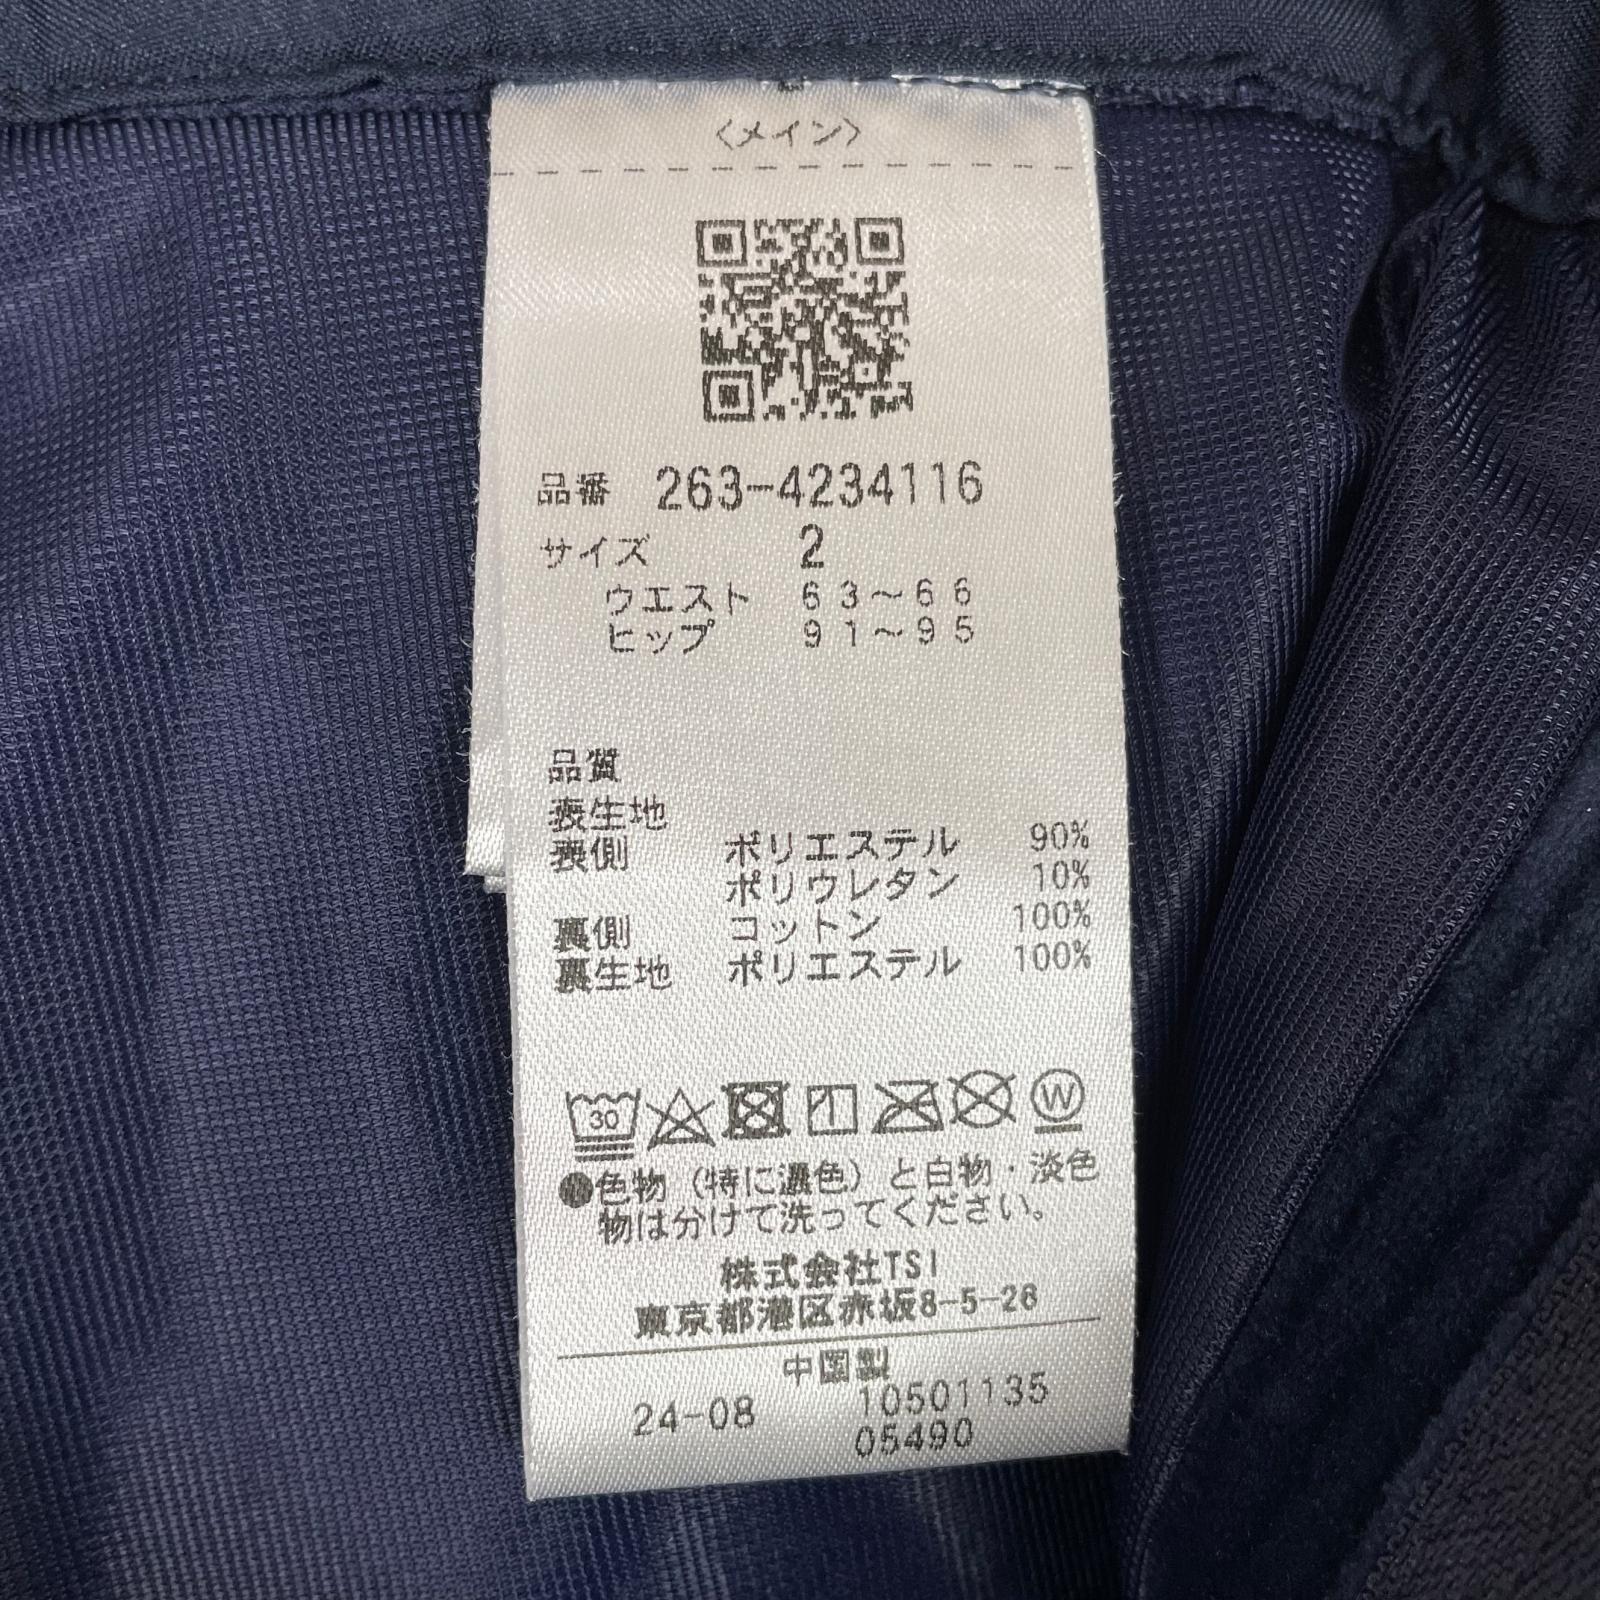 〈メイン〉
品番 263-4234116
サイズ 2
ウエスト 63～66
ヒップ 91～95
品質
表生地
表側 ポリエステル 90%
ポリウレタン 10%
裏側 コットン 100%
裏生地 ポリエステル 100%
30
W
●色物（特に濃色）と白物・淡色
物は分けて洗ってください。
株式会社TSI
東京都港区赤坂8-5-26
中国製
24-08 10501135
05490